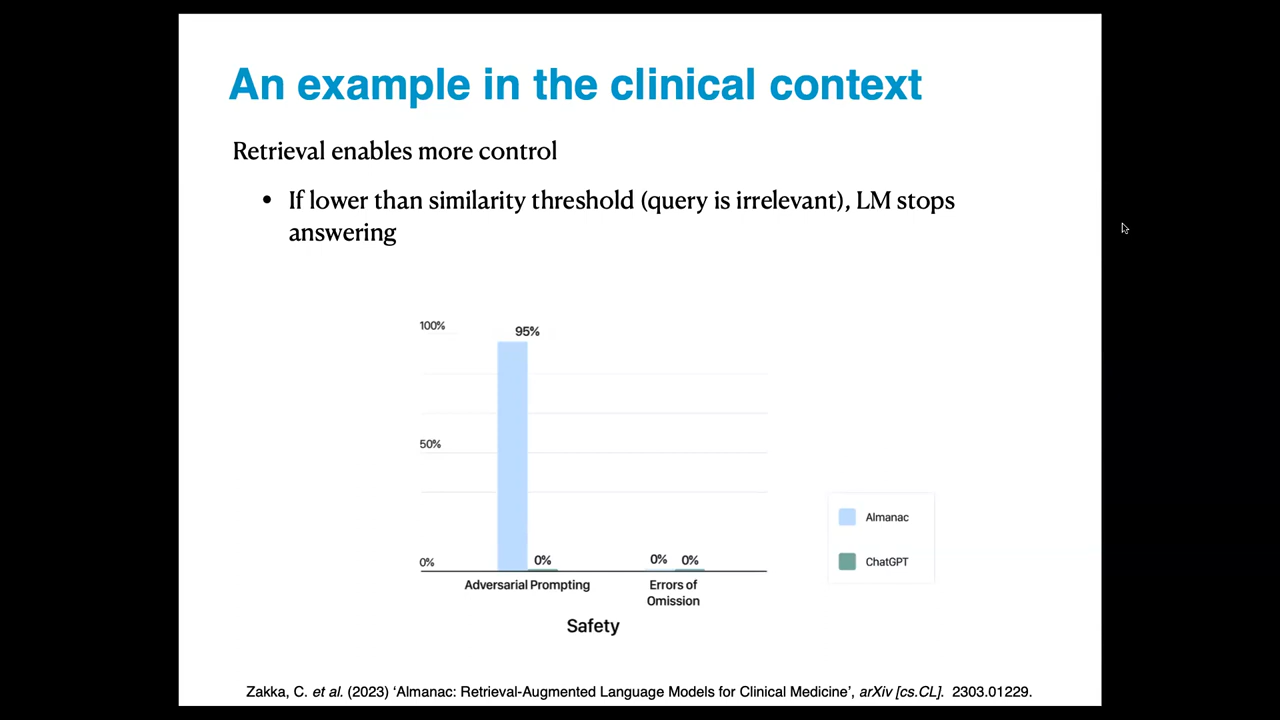 An example in the clinical context
Retrieval enables more control
• If lower than similarity threshold (query is irrelevant), LM stops
answering
100%
95%
50%
0%
0%
0%
0%
Adversarial Prompting
Errors of
Omission
Safety
Almanac
ChatGPT
Zakka, C. et al. (2023) ‘Almanac: Retrieval-Augmented Language Models for Clinical Medicine’, arXiv [cs.CL]. 2303.01229.